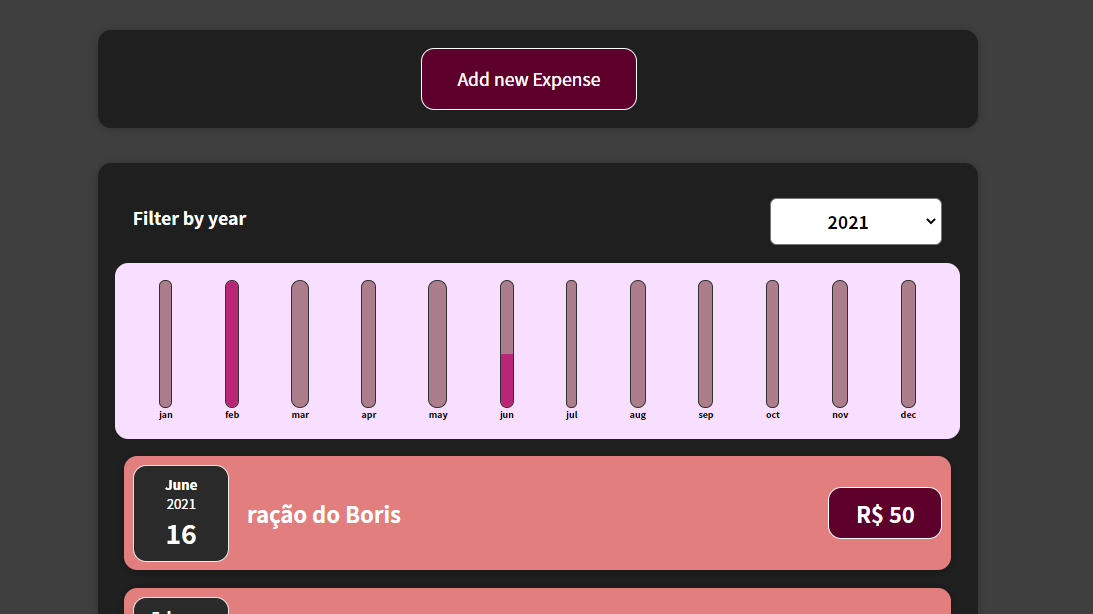 Add new Expense
Filter by year
2021
jan feb mar apr may jun jul aug sep oct nov dec
June
2021
16
ração do Boris
R$ 50